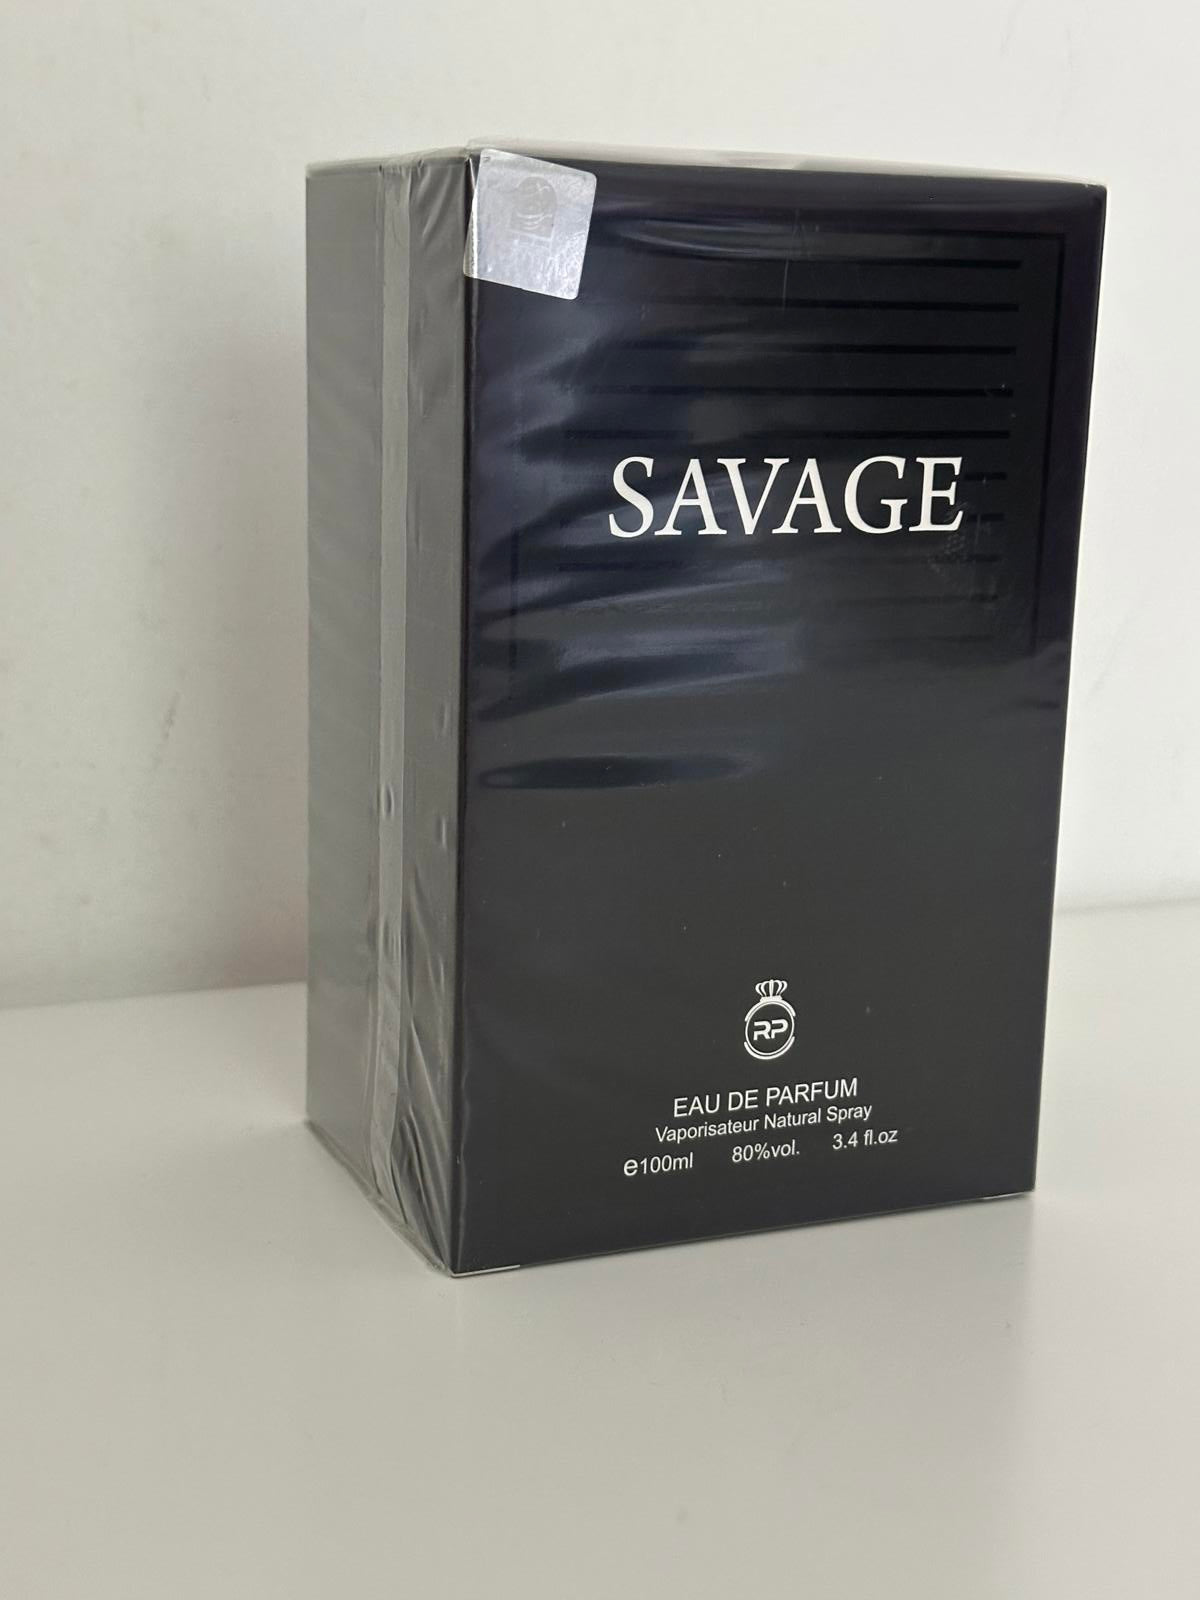 SAVAGE
RP
EAU DE PARFUM
Vaporisateur Natural Spray
e100ml 80%vol. 3.4 fl.oz